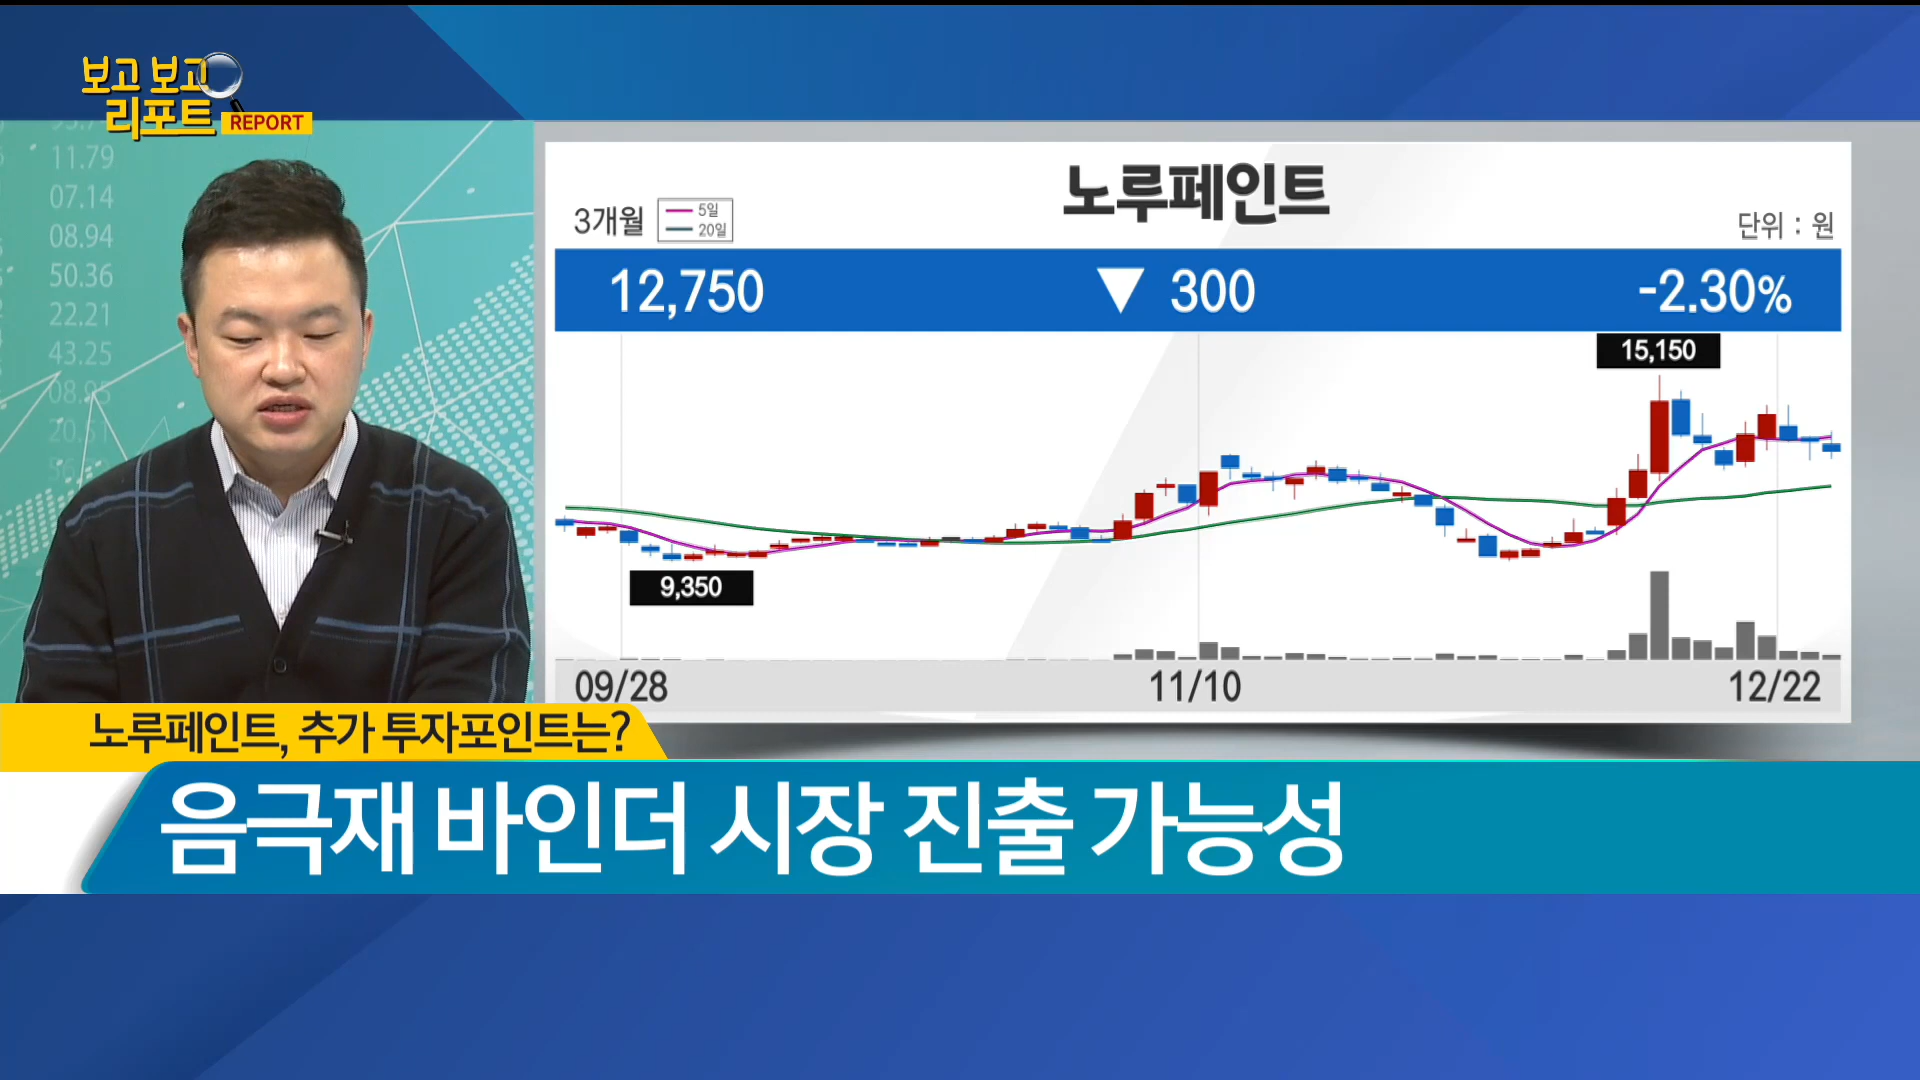 보고 보고
리포트 REPORT
11.79
07.14
08.94
50.36
22.21
43.25
노루페인트
3개월
5일
20일
단위 : 원
12,750 ▼ 300 -2.30%
15,150
9,350
09/28 11/10 12/22
노루페인트, 추가 투자포인트는?
음극재 바인더 시장 진출 가능성